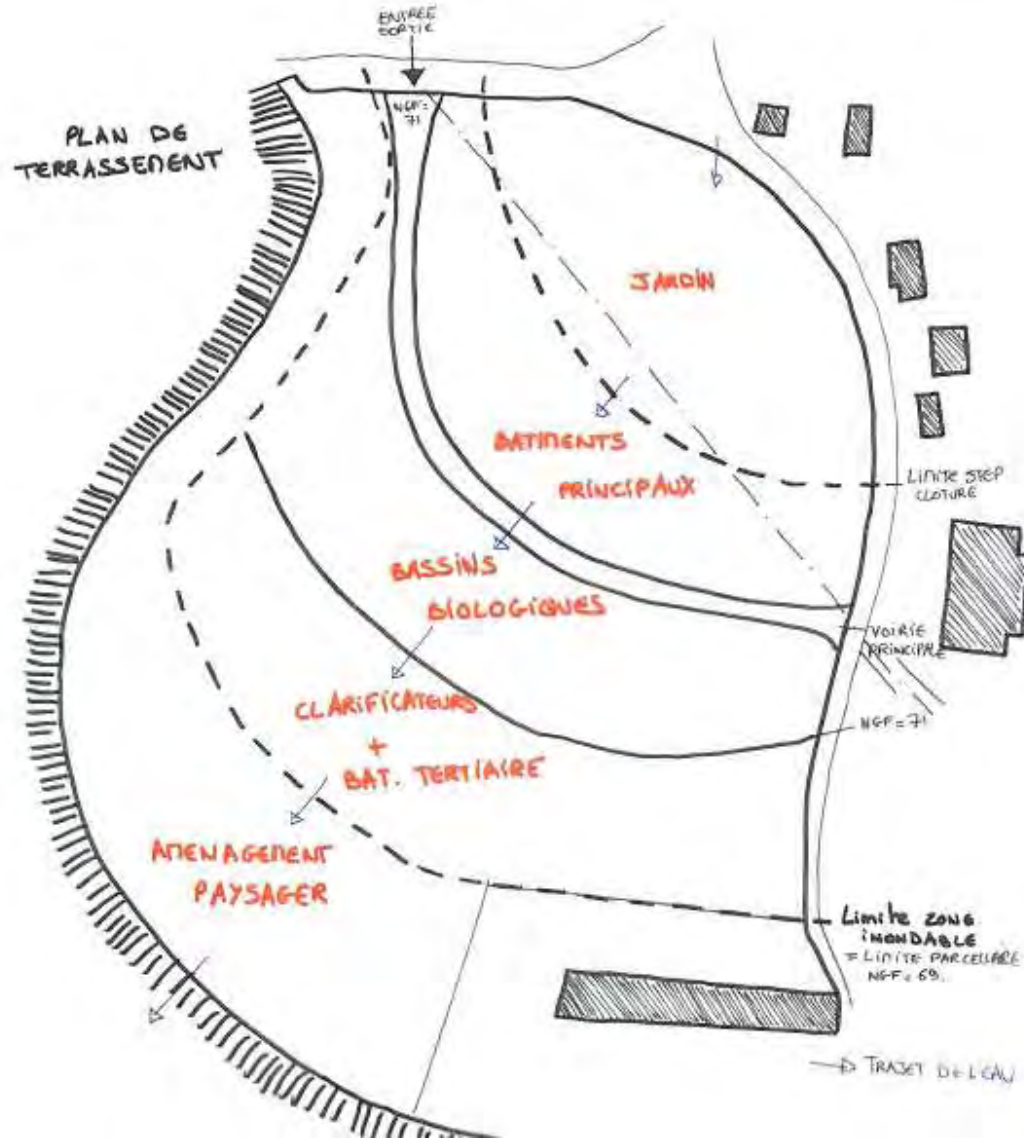 ENTREE
SORTIE
NGF=
71
PLAN DE
TERRASSEMENT
JARDIN
BATIMENTS
PRINCIPAUX
LIMITE STEP
CLOTURE
BASSINS
BIOLOGIQUES
VOIRIE
PRINCIPALE
CLARIFICATEURS
+
BAT. TERTIAIRE
NGF=71
AMENAGEMENT
PAYSAGER
Limite ZONE
iNONDABLE
= LIMITE PARCELLAIRE
NGF=69.
TRAJET DE L'EAU